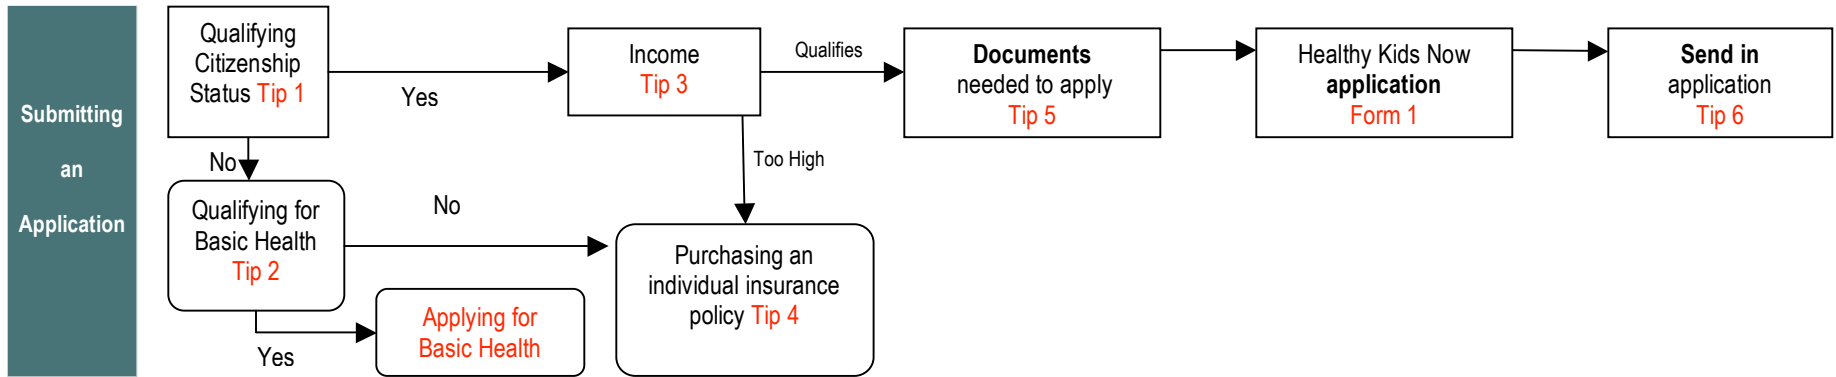 Submitting
an
Application
Qualifying
Citizenship
Status Tip 1
Yes
No
Income
Tip 3
Qualifies
Too High
Documents
needed to apply
Tip 5
Healthy Kids Now
application
Form 1
Send in
application
Tip 6
Qualifying for
Basic Health
Tip 2
No
Yes
Applying for
Basic Health
Purchasing an
individual insurance
policy Tip 4